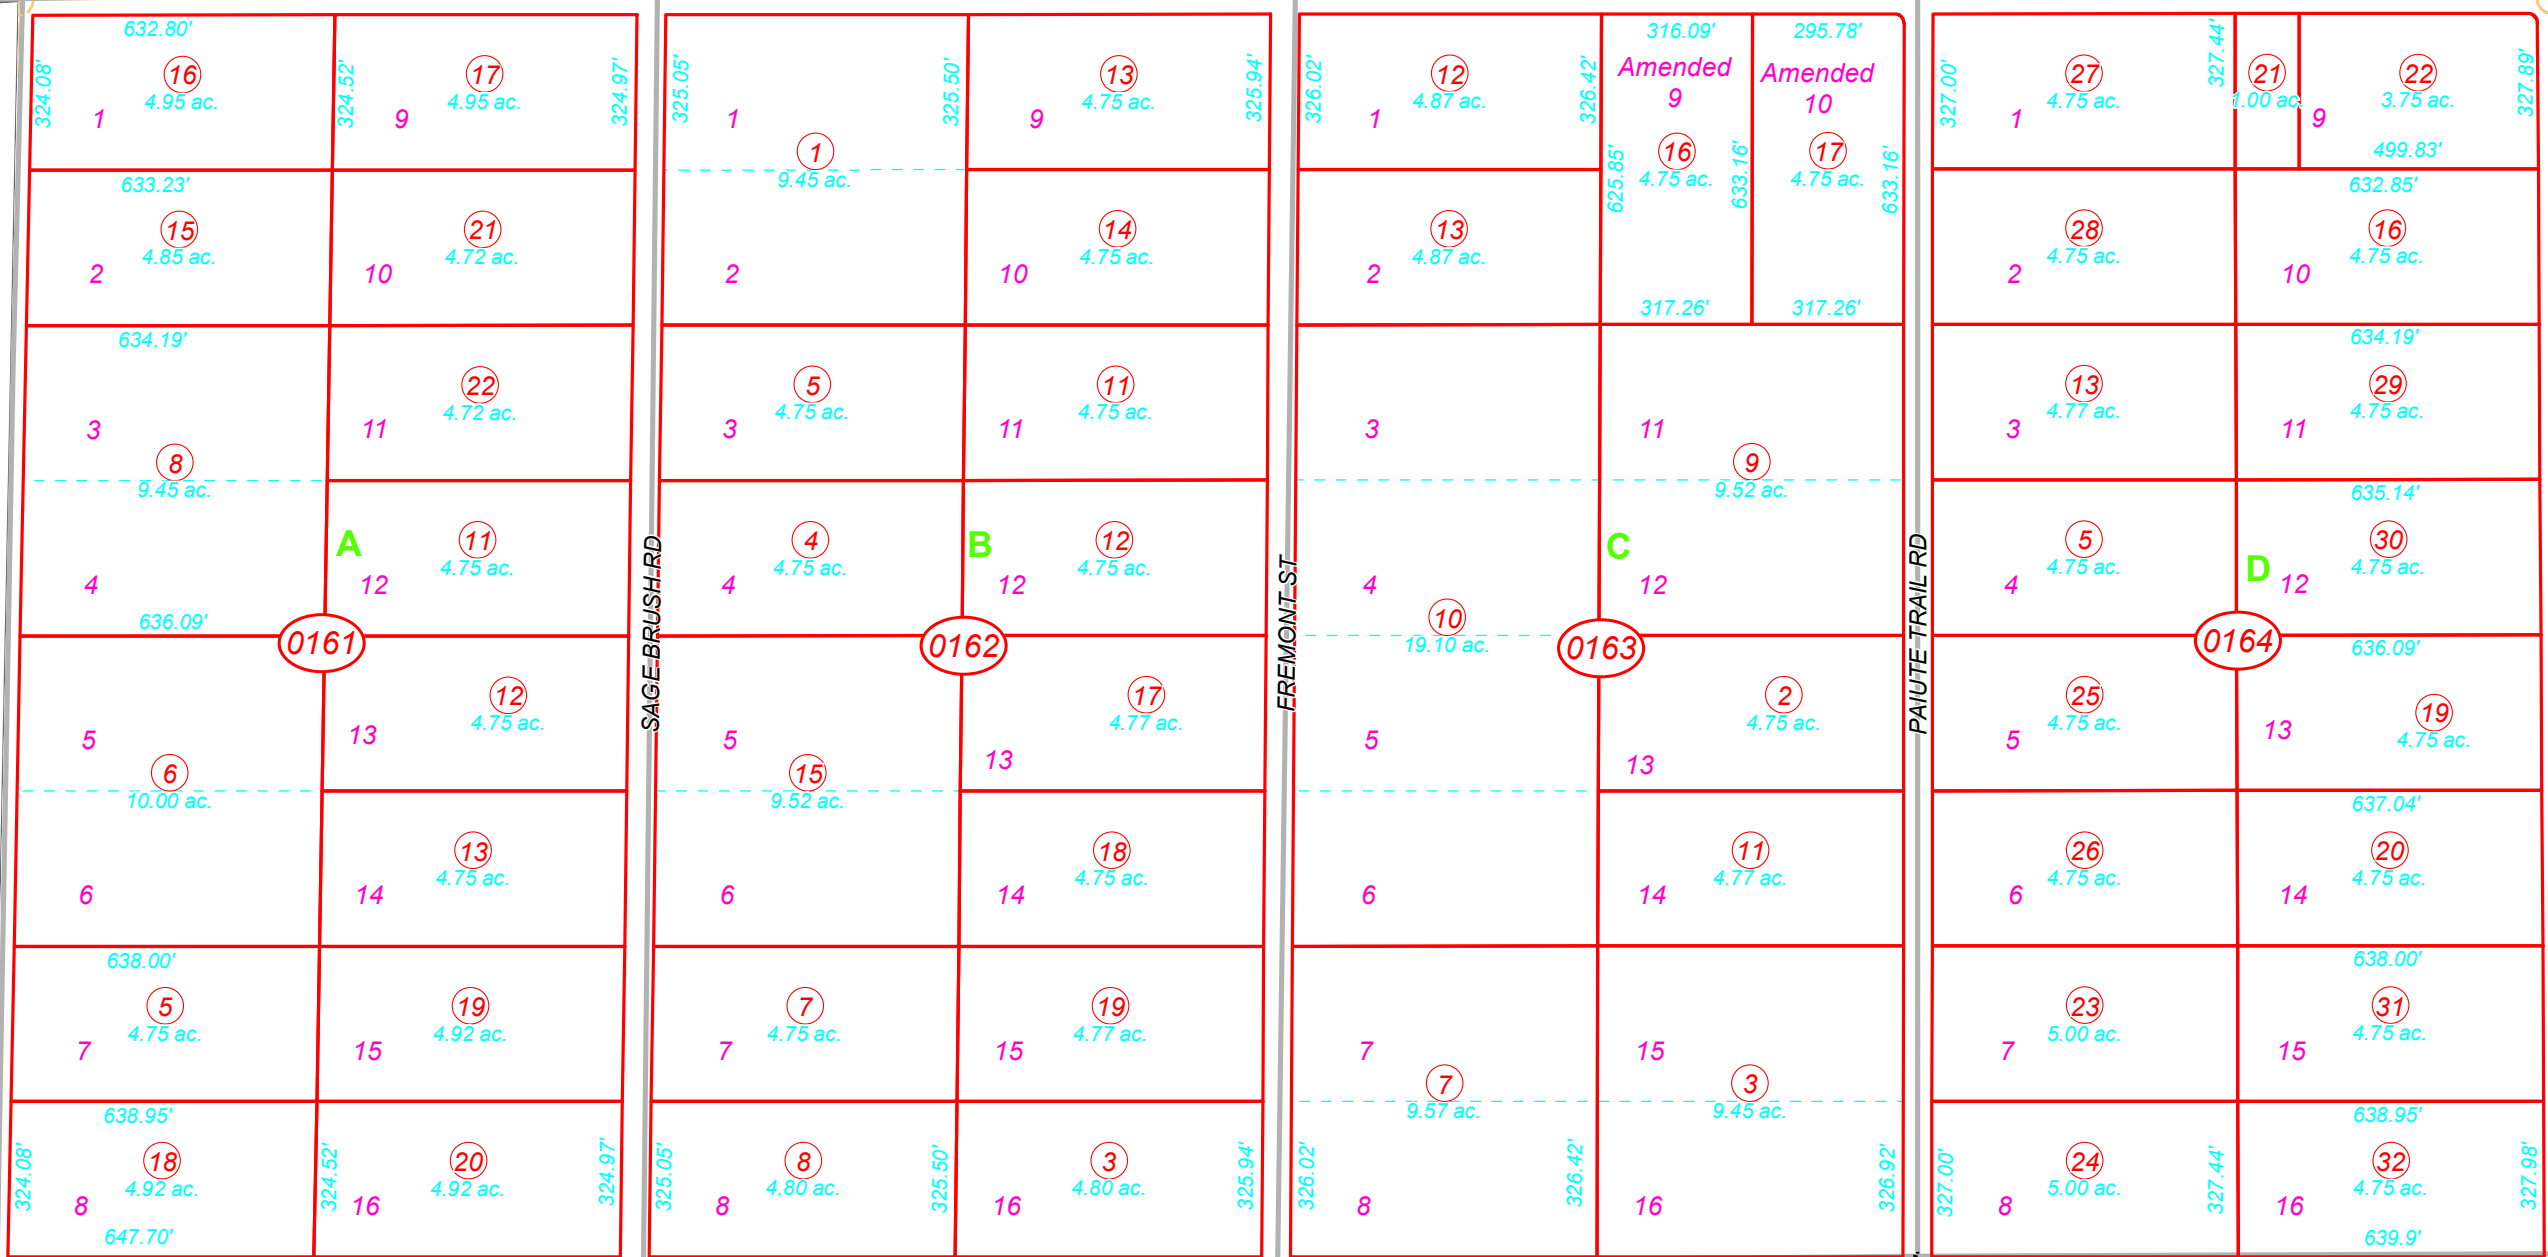 632.80'
324.08'
16
4.95 ac.
1
324.52'
17
4.95 ac.
9
324.97'
633.23'
15
4.85 ac.
2
21
4.72 ac.
10
634.19'
3
8
9.45 ac.
4
22
4.72 ac.
11
A
11
4.75 ac.
12
636.09'
0161
5
6
10.00 ac.
6
12
4.75 ac.
13
13
4.75 ac.
14
638.00'
5
4.75 ac.
7
19
4.92 ac.
15
638.95'
324.08'
18
4.92 ac.
8
324.52'
20
4.92 ac.
16
324.97'
647.70'
SAGE BRUSH RD
325.05'
1
1
9.45 ac.
2
325.50'
13
4.75 ac.
9
325.94'
14
4.75 ac.
10
5
4.75 ac.
3
11
4.75 ac.
11
4
4.75 ac.
4
B
12
4.75 ac.
12
0162
5
15
9.52 ac.
6
17
4.77 ac.
13
18
4.75 ac.
14
7
4.75 ac.
7
19
4.77 ac.
15
325.05'
8
4.80 ac.
8
325.50'
3
4.80 ac.
16
325.94'
FREMONT ST
326.02'
12
4.87 ac.
1
326.42'
316.09'
Amended
9
16
4.75 ac.
625.85'
633.16'
317.26'
295.78'
Amended
10
17
4.75 ac.
633.16'
317.26'
13
4.87 ac.
2
3
4
10
19.10 ac.
5
6
11
9
9.52 ac.
C
12
0163
2
4.75 ac.
13
11
4.77 ac.
14
7
7
9.57 ac.
8
326.02'
326.42'
15
3
9.45 ac.
16
326.92'
PAIUTE TRAIL RD
327.00'
27
4.75 ac.
1
327.44'
21
1.00 ac.
22
3.75 ac.
9
499.83'
327.89'
28
4.75 ac.
2
632.85'
16
4.75 ac.
10
13
4.77 ac.
3
634.19'
29
4.75 ac.
11
5
4.75 ac.
4
635.14'
30
4.75 ac.
D
12
0164
25
4.75 ac.
5
636.09'
19
4.75 ac.
13
26
4.75 ac.
6
637.04'
20
4.75 ac.
14
23
5.00 ac.
7
638.00'
31
4.75 ac.
15
327.00'
24
5.00 ac.
8
327.44'
638.95'
32
4.75 ac.
16
327.98'
639.9'